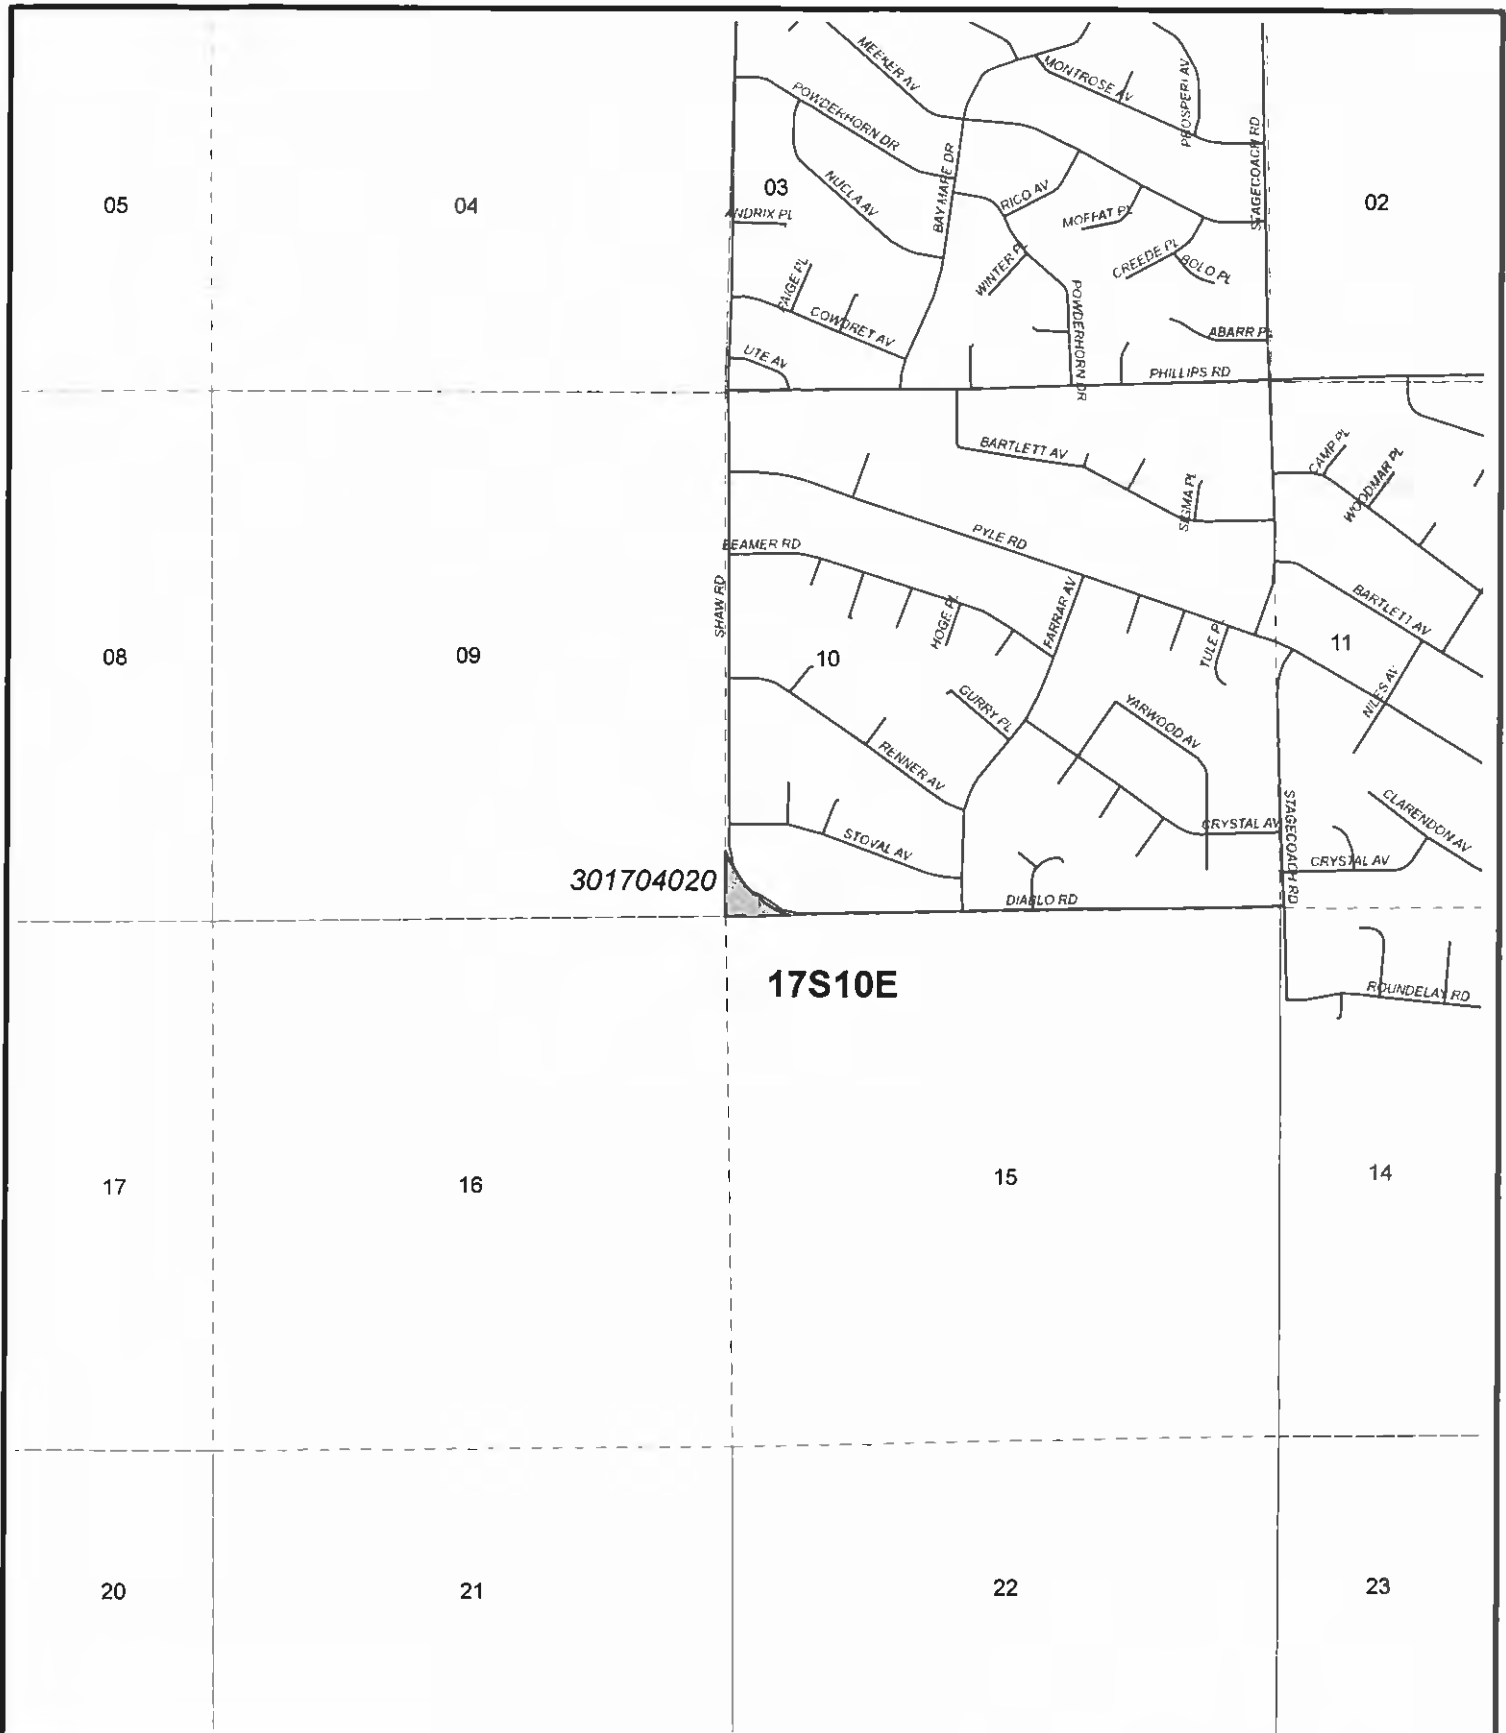 MEEKER AV
MONTROSE AV
PROSPERI AV
POWDERHORN DR
STAGECOACH RD
BAY MARE DR
03
NUCLA AV
RICO AV
05
04
02
ANDRIX PL
MOFFAT PL
WINTER PL
CREEDE PL
BOLO PL
PAIGE PL
COWDRET AV
POWDERHORN DR
ABARR PL
UTE AV
PHILLIPS RD
BARTLETT AV
CAMP PL
WOODMAR PL
SIGMA PL
PYLE RD
BEAMER RD
SHAW RD
HOGE PL
FARRAR AV
BARTLETT AV
TULE PL
08
09
10
11
GURRY PL
YARWOOD AV
NILES AV
RENNER AV
STAGECOACH RD
CLARENDON AV
STOVAL AV
CRYSTAL AV
CRYSTAL AV
301704020
DIABLO RD
17S10E
ROUNDELAY RD
17
16
15
14
20
21
22
23